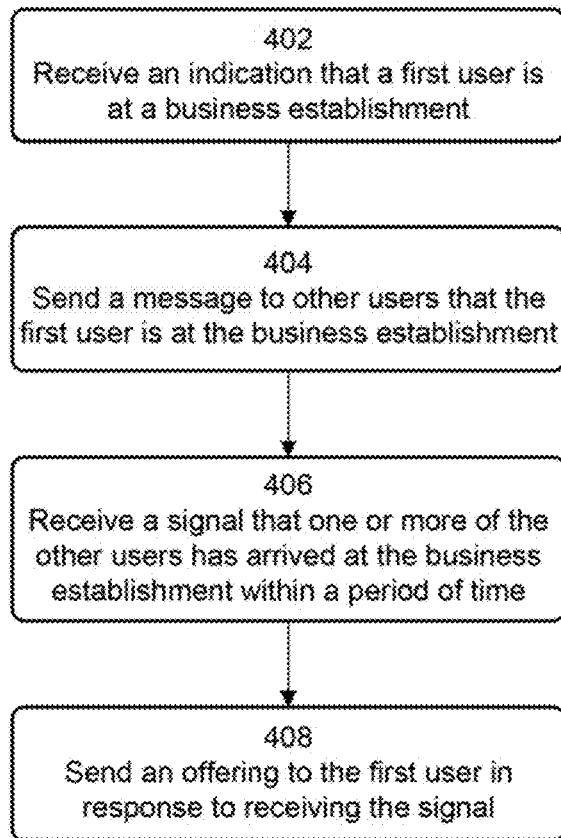 402
Receive an indication that a first user is
at a business establishment
404
Send a message to other users that the
first user is at the business establishment
406
Receive a signal that one or more of the
other users has arrived at the business
establishment within a period of time
408
Send an offering to the first user in
response to receiving the signal